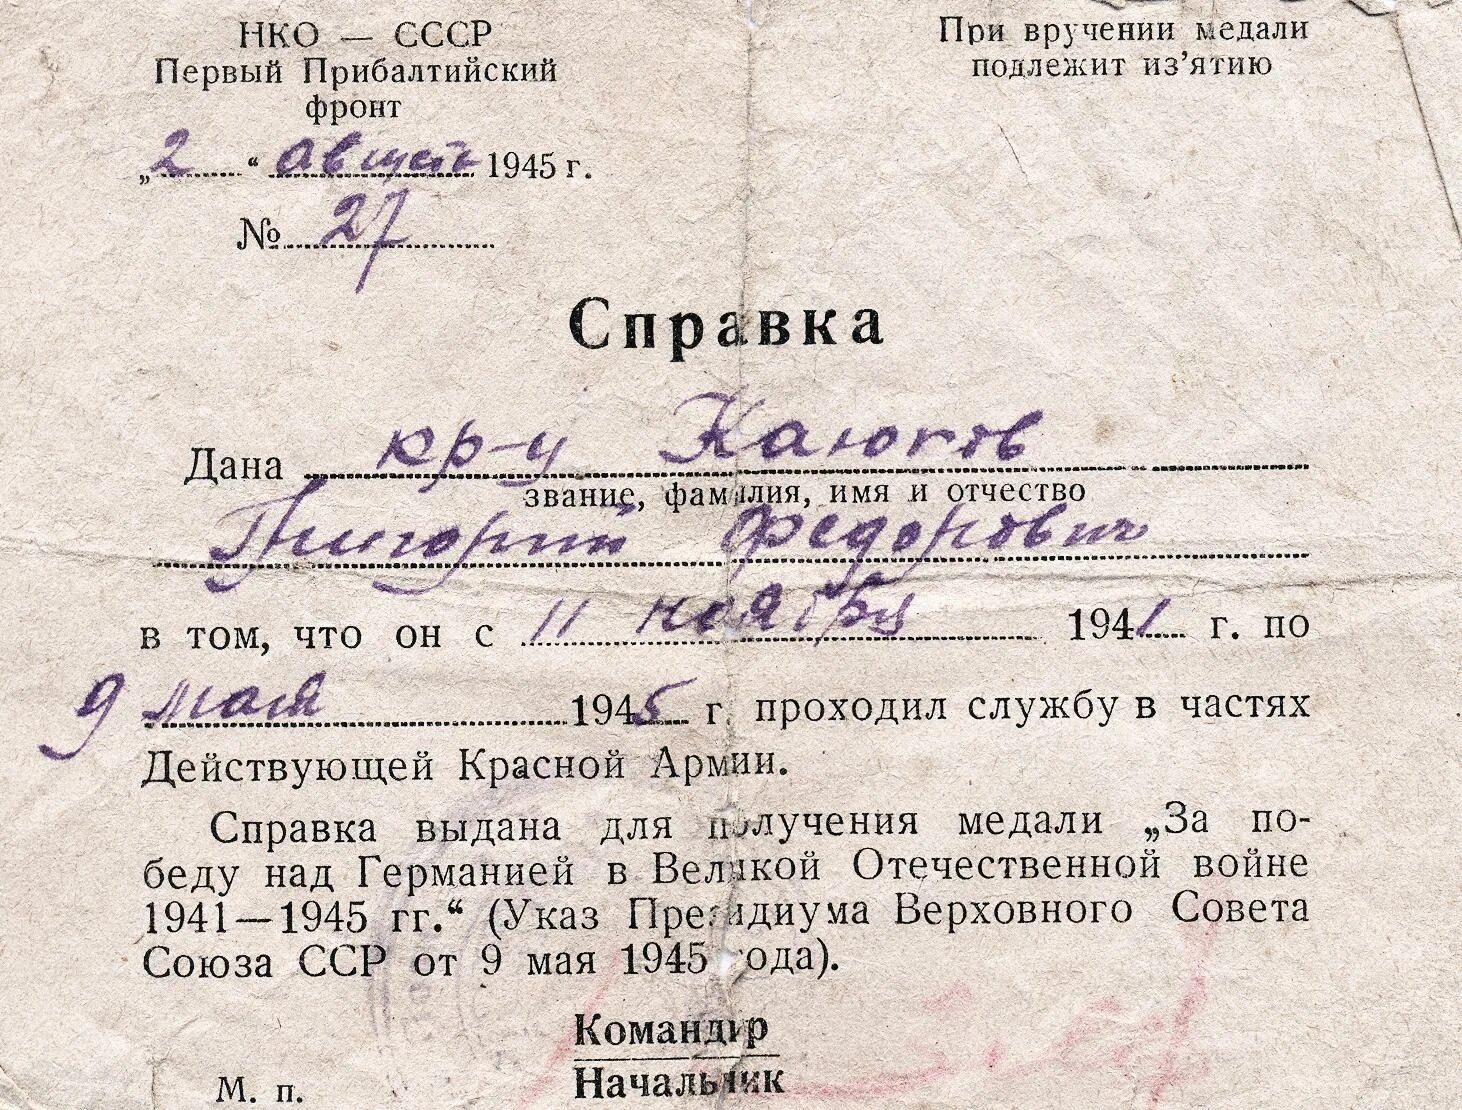 НКО — СССР
Первый Прибалтийский
фронт
„2“ август 1945 г.
№ 27
При вручении медали
подлежит из’ятию
Справка
Дана кр-у Каюков
звание, фамилия, имя и отчество
Григорий Федорович
в том, что он с 11 ноября 1941 г. по
9 мая 1945 г. проходил службу в частях
Действующей Красной Армии.
Справка выдана для получения медали „За по-
беду над Германией в Великой Отечественной войне
1941—1945 гг.“ (Указ Президиума Верховного Совета
Союза ССР от 9 мая 1945 года).
Командир
Начальник
М. п.